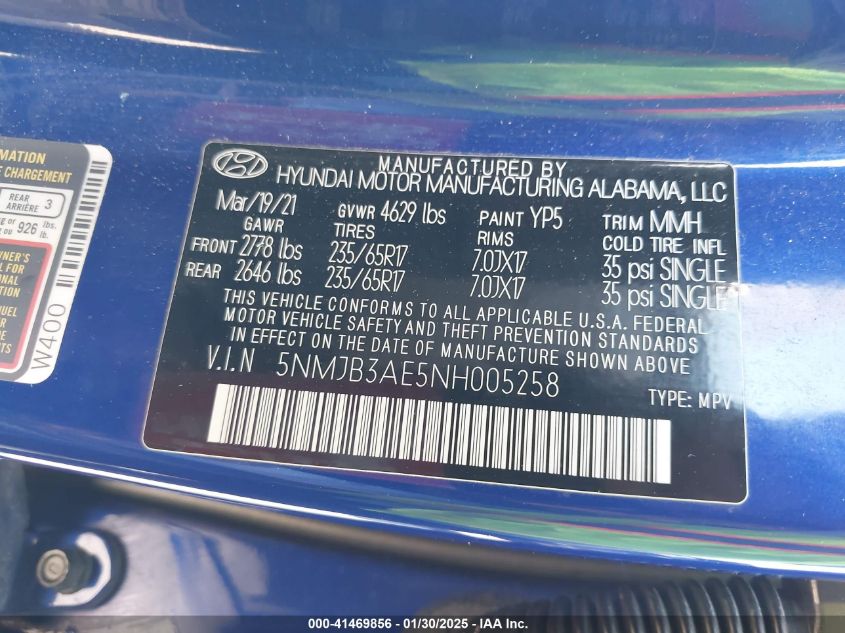 MATION
E CHARGEMENT
REAR
ARRIÈRE 3
926
W400
MANUFACTURED BY
HYUNDAI MOTOR MANUFACTURING ALABAMA, LLC
Mar/19/21 GVWR 4629 lbs PAINT YP5 TRIM MMH
GAWR TIRES RIMS COLD TIRE INFL
FRONT 2778 lbs 235/65R17 7.0JX17 35 psi SINGLE
REAR 2646 lbs 235/65R17 7.0JX17 35 psi SINGLE
THIS VEHICLE CONFORMS TO ALL APPLICABLE U.S.A. FEDERAL
MOTOR VEHICLE SAFETY AND THEFT PREVENTION STANDARDS
IN EFFECT ON THE DATE OF MANUFACTURE SHOWN ABOVE
V.I.N 5NMJB3AE5NH005258
TYPE: MPV
000-41469856 / 01/30/2025 - IAA Inc.